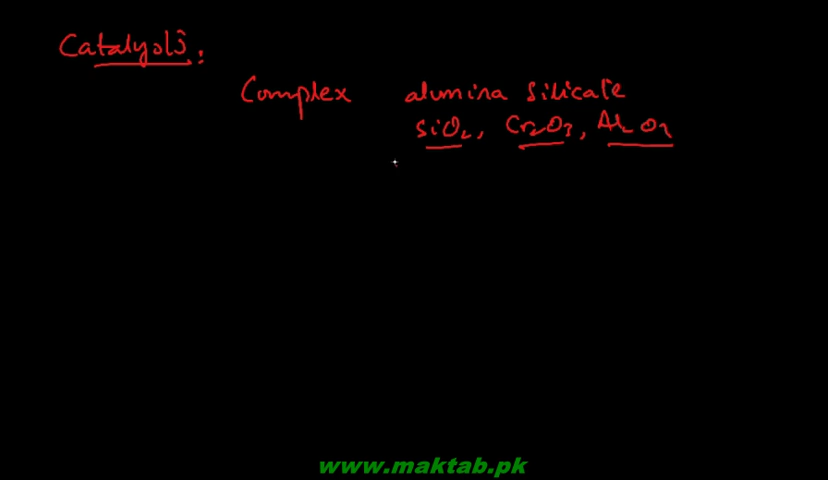 Catalysts:
Complex alumina silicate
SiO2, Cr2O3, Al2O3
www.maktab.pk